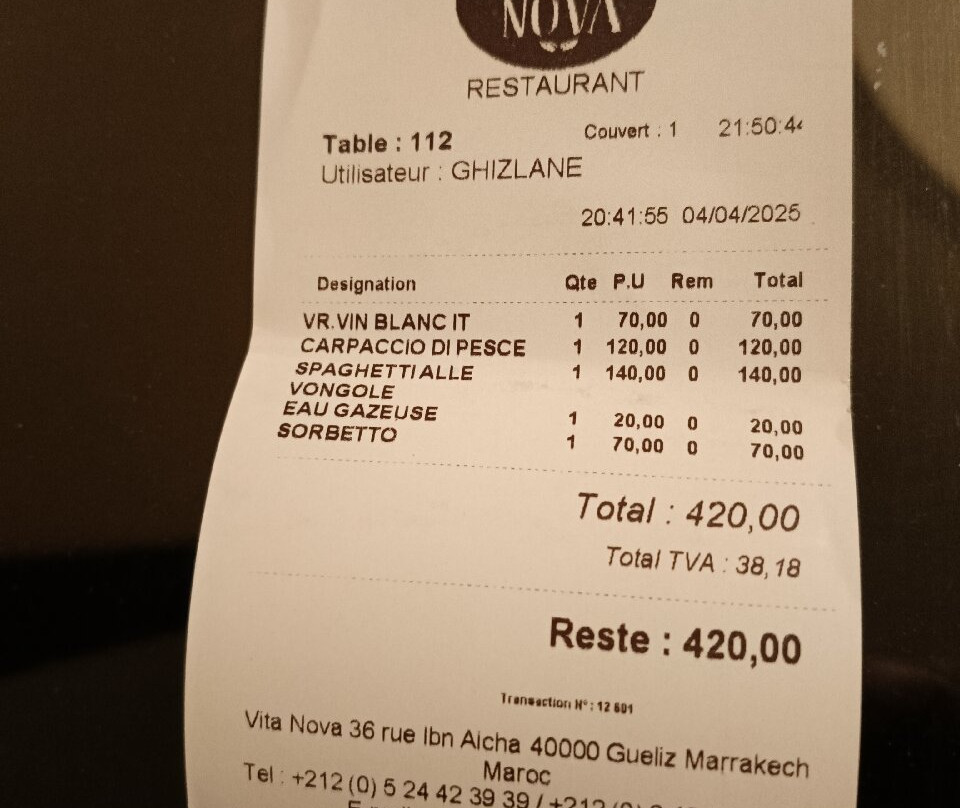 NOVA
RESTAURANT
Couvert : 1 21:50:44
Table : 112
Utilisateur : GHIZLANE
20:41:55 04/04/2025
Designation Qte P.U Rem Total
VR.VIN BLANC IT 1 70,00 0 70,00
CARPACCIO DI PESCE 1 120,00 0 120,00
SPAGHETTI ALLE 1 140,00 0 140,00
VONGOLE
EAU GAZEUSE 1 20,00 0 20,00
SORBETTO 1 70,00 0 70,00
Total : 420,00
Total TVA : 38,18
Reste : 420,00
Transaction N° : 12 601
Vita Nova 36 rue Ibn Aicha 40000 Gueliz Marrakech
Maroc
Tel : +212 (0) 5 24 42 39 39 / +212